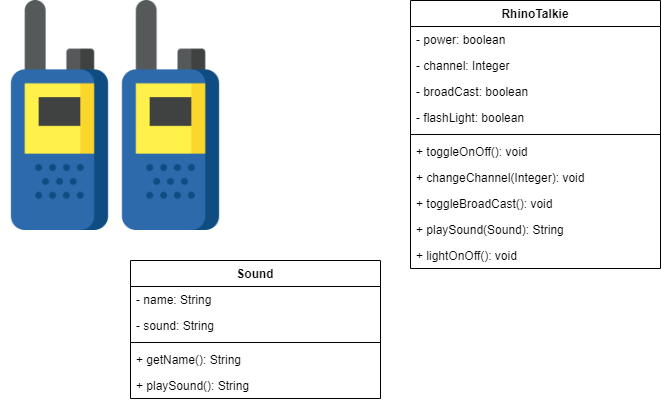 RhinoTalkie
- power: boolean
- channel: Integer
- broadCast: boolean
- flashLight: boolean
+ toggleOnOff(): void
+ changeChannel(Integer): void
+ toggleBroadCast(): void
+ playSound(Sound): String
+ lightOnOff(): void
Sound
- name: String
- sound: String
+ getName(): String
+ playSound(): String